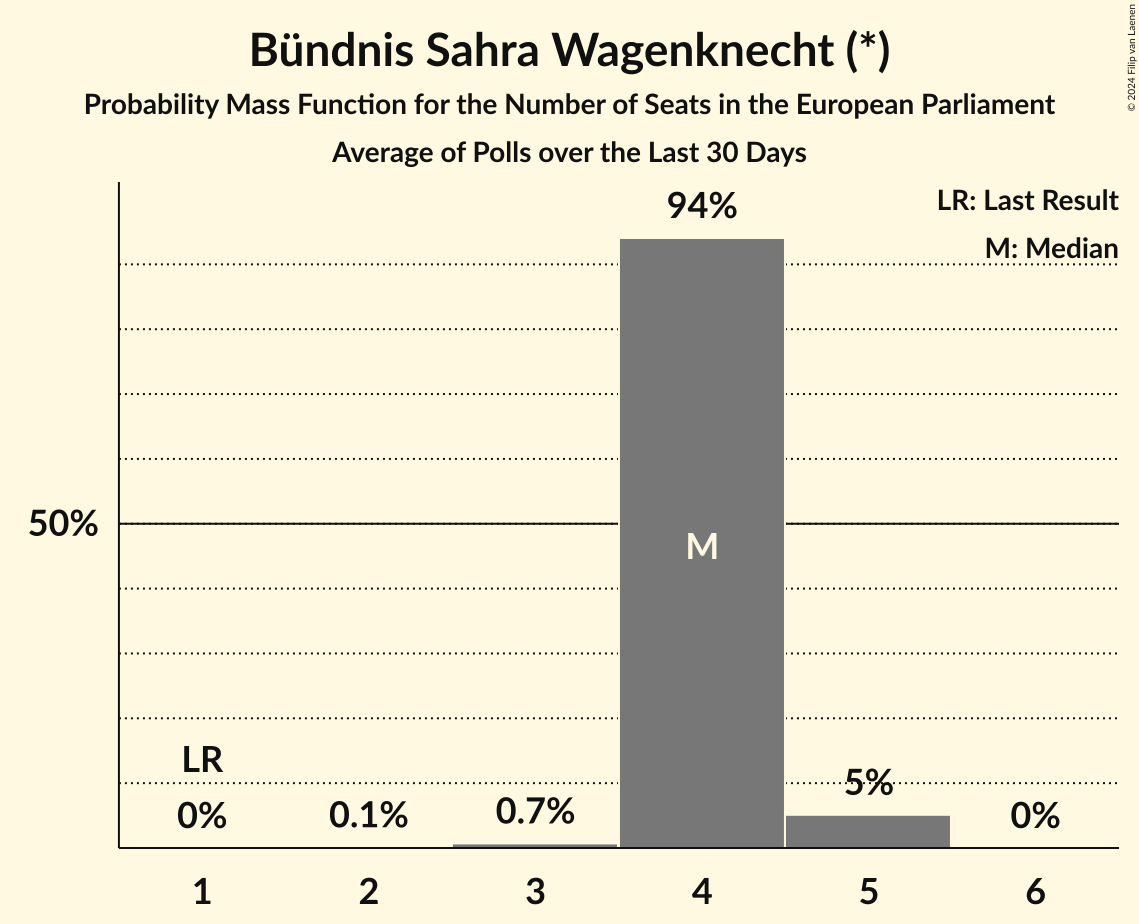 Bündnis Sahra Wagenknecht (*)
Probability Mass Function for the Number of Seats in the European Parliament
Average of Polls over the Last 30 Days
© 2024 Filip van Laenen
LR: Last Result
M: Median
94%
50%
M
LR
0%
0.1%
0.7%
5%
0%
1 2 3 4 5 6